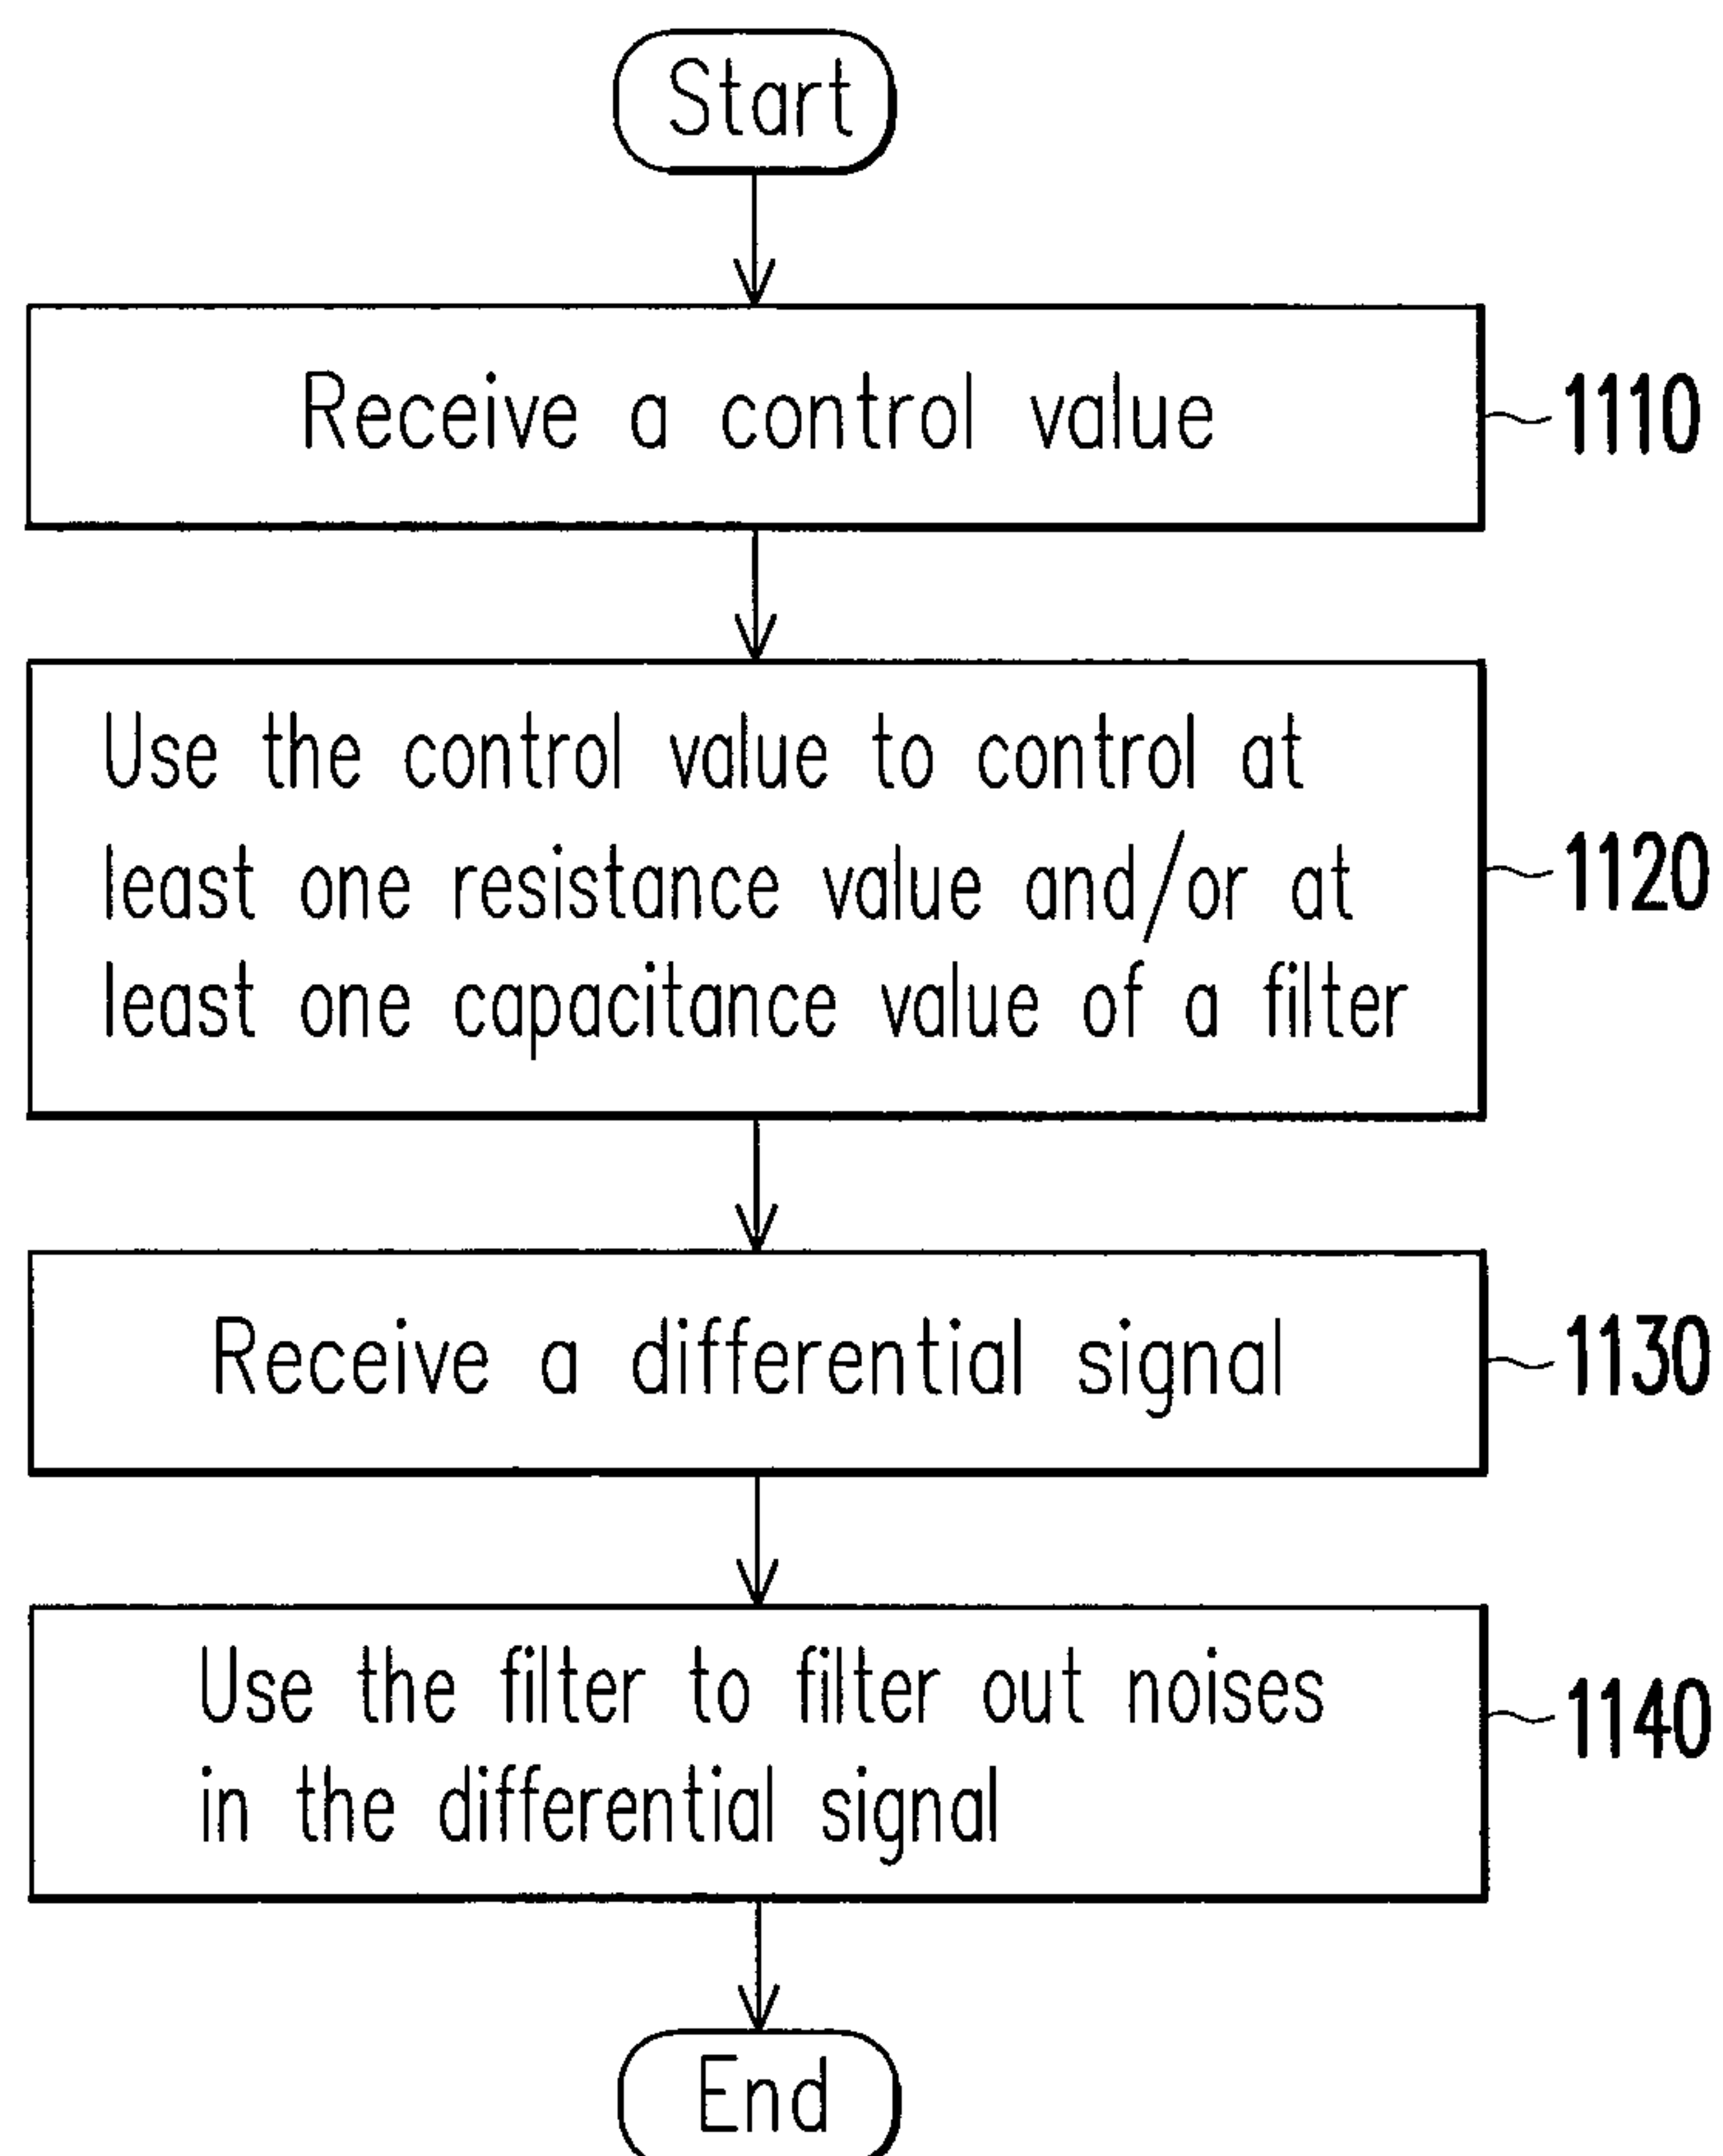 Start
Receive a control value
1110
Use the control value to control at
least one resistance value and/or at
least one capacitance value of a filter
1120
Receive a differential signal
1130
Use the filter to filter out noises
in the differential signal
1140
End